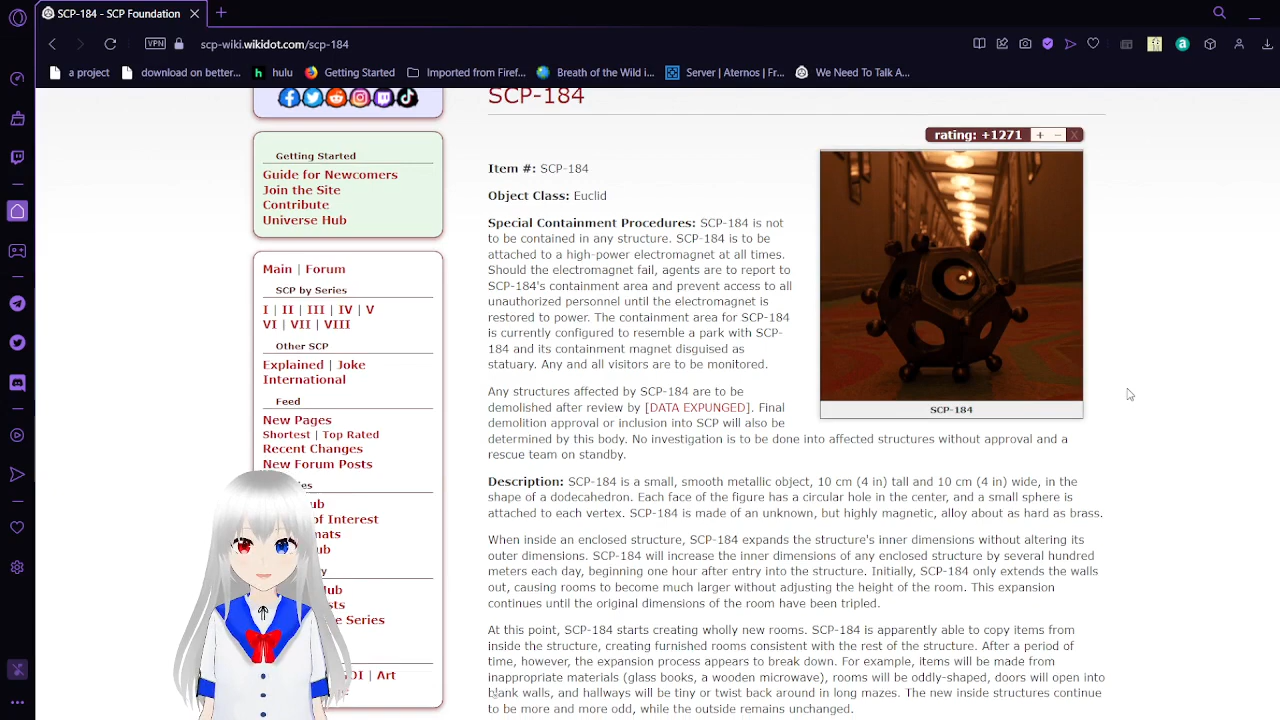 SCP-184 - SCP Foundation
VPN
scp-wiki.wikidot.com/scp-184
a project
download on better...
hulu
Getting Started
Imported from Firef...
Breath of the Wild i...
Server | Aternos | Fr...
We Need To Talk A...
Getting Started
Guide for Newcomers
Join the Site
Contribute
Universe Hub
Main | Forum
SCP by Series
I | II | III | IV | V
VI | VII | VIII
Other SCP
Explained | Joke
International
Feed
New Pages
Shortest | Top Rated
Recent Changes
New Forum Posts
of Interest
| Art
SCP-184
rating: +1271 + − X
Item #: SCP-184
Object Class: Euclid
Special Containment Procedures: SCP-184 is not
to be contained in any structure. SCP-184 is to be
attached to a high-power electromagnet at all times.
Should the electromagnet fail, agents are to report to
SCP-184's containment area and prevent access to all
unauthorized personnel until the electromagnet is
restored to power. The containment area for SCP-184
is currently configured to resemble a park with SCP-
184 and its containment magnet disguised as
statuary. Any and all visitors are to be monitored.
SCP-184
Any structures affected by SCP-184 are to be
demolished after review by [DATA EXPUNGED]. Final
demolition approval or inclusion into SCP will also be
determined by this body. No investigation is to be done into affected structures without approval and a
rescue team on standby.
Description: SCP-184 is a small, smooth metallic object, 10 cm (4 in) tall and 10 cm (4 in) wide, in the
shape of a dodecahedron. Each face of the figure has a circular hole in the center, and a small sphere is
attached to each vertex. SCP-184 is made of an unknown, but highly magnetic, alloy about as hard as brass.
When inside an enclosed structure, SCP-184 expands the structure's inner dimensions without altering its
outer dimensions. SCP-184 will increase the inner dimensions of any enclosed structure by several hundred
meters each day, beginning one hour after entry into the structure. Initially, SCP-184 only extends the walls
out, causing rooms to become much larger without adjusting the height of the room. This expansion
continues until the original dimensions of the room have been tripled.
At this point, SCP-184 starts creating wholly new rooms. SCP-184 is apparently able to copy items from
inside the structure, creating furnished rooms consistent with the rest of the structure. After a period of
time, however, the expansion process appears to break down. For example, items will be made from
inappropriate materials (glass books, a wooden microwave), rooms will be oddly-shaped, doors will open into
blank walls, and hallways will be tiny or twist back around in long mazes. The new inside structures continue
to be more and more odd, while the outside remains unchanged.